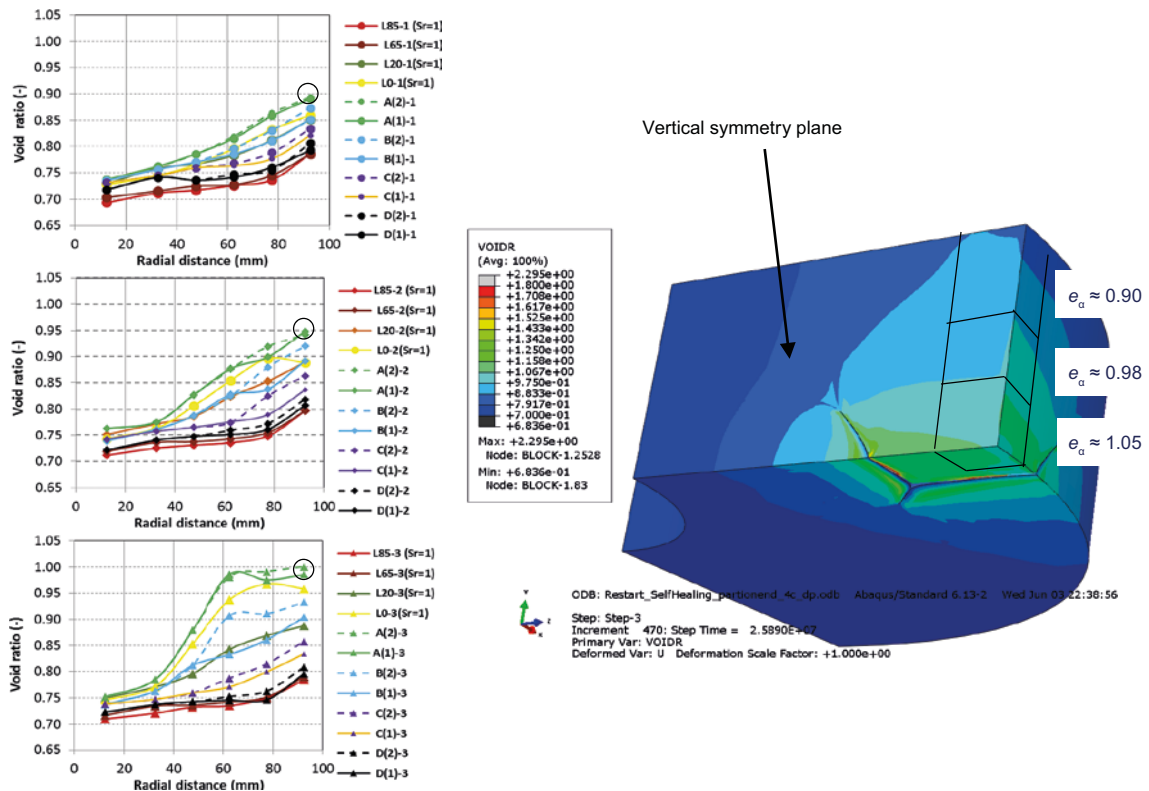 1.05
1.00
0.95
0.90
0.85
0.80
0.75
0.70
0.65
Void ratio (-)
0 20 40 60 80 100
Radial distance (mm)
L85-1 (Sr=1)
L65-1(Sr=1)
L20-1(Sr=1)
L0-1(Sr=1)
A(2)-1
A(1)-1
B(2)-1
B(1)-1
C(2)-1
C(1)-1
D(2)-1
D(1)-1
1.05
1.00
0.95
0.90
0.85
0.80
0.75
0.70
0.65
Void ratio (-)
0 20 40 60 80 100
Radial distance (mm)
L85-2 (Sr=1)
L65-2(Sr=1)
L20-2(Sr=1)
L0-2(Sr=1)
A(2)-2
A(1)-2
B(2)-2
B(1)-2
C(2)-2
C(1)-2
D(2)-2
D(1)-2
1.05
1.00
0.95
0.90
0.85
0.80
0.75
0.70
0.65
Void ratio (-)
0 20 40 60 80 100
Radial distance (mm)
L85-3 (Sr=1)
L65-3(Sr=1)
L20-3(Sr=1)
L0-3(Sr=1)
A(2)-3
A(1)-3
B(2)-3
B(1)-3
C(2)-3
C(1)-3
D(2)-3
D(1)-3
Vertical symmetry plane
VOIDR
(Avg: 100%)
+2.295e+00
+1.800e+00
+1.708e+00
+1.617e+00
+1.525e+00
+1.433e+00
+1.342e+00
+1.250e+00
+1.158e+00
+1.067e+00
+9.750e-01
+8.833e-01
+7.917e-01
+7.000e-01
+6.836e-01
Max: +2.295e+00
Node: BLOCK-1.2528
Min: +6.836e-01
Node: BLOCK-1.83
eα ≈ 0.90
eα ≈ 0.98
eα ≈ 1.05
Y
Z
X
ODB: Restart_SelfHealing_partionerd_4c_dp.odb Abaqus/Standard 6.13-2 Wed Jun 03 22:38:56
Step: Step-3
Increment 470: Step Time = 2.5890E+07
Primary Var: VOIDR
Deformed Var: U Deformation Scale Factor: +1.000e+00